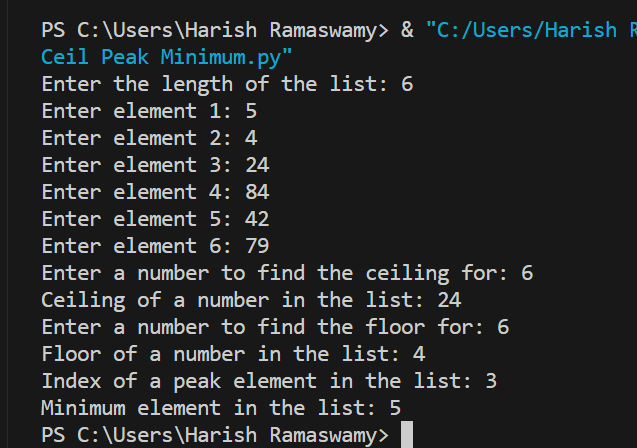 PS C:\Users\Harish Ramaswamy> & "C:/Users/Harish
Ceil Peak Minimum.py"
Enter the length of the list: 6
Enter element 1: 5
Enter element 2: 4
Enter element 3: 24
Enter element 4: 84
Enter element 5: 42
Enter element 6: 79
Enter a number to find the ceiling for: 6
Ceiling of a number in the list: 24
Enter a number to find the floor for: 6
Floor of a number in the list: 4
Index of a peak element in the list: 3
Minimum element in the list: 5
PS C:\Users\Harish Ramaswamy>